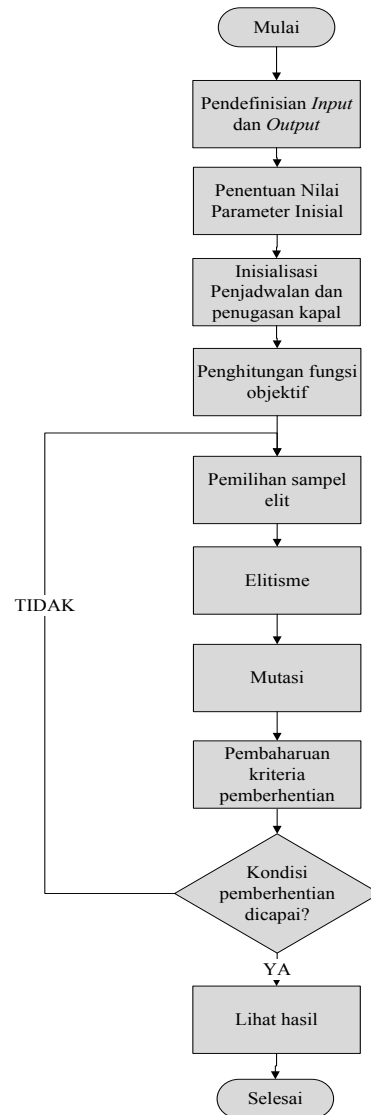 Mulai
Pendefinisian Input
dan Output
Penentuan Nilai
Parameter Inisial
Inisialisasi
Penjadwalan dan
penugasan kapal
Penghitungan fungsi
objektif
Pemilihan sampel
elit
Elitisme
TIDAK
Mutasi
Pembaharuan
kriteria
pemberhentian
Kondisi
pemberhentian
dicapai?
YA
Lihat hasil
Selesai